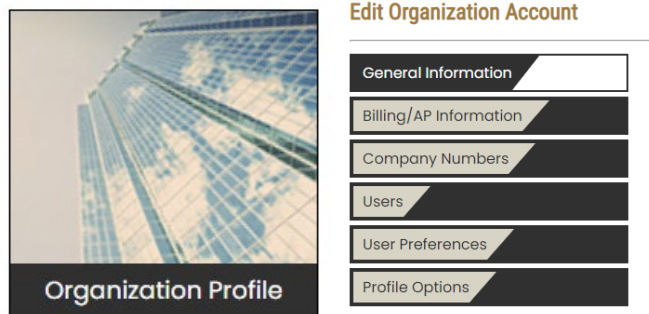 Edit Organization Account
General Information
Billing/AP Information
Company Numbers
Users
User Preferences
Profile Options
Organization Profile